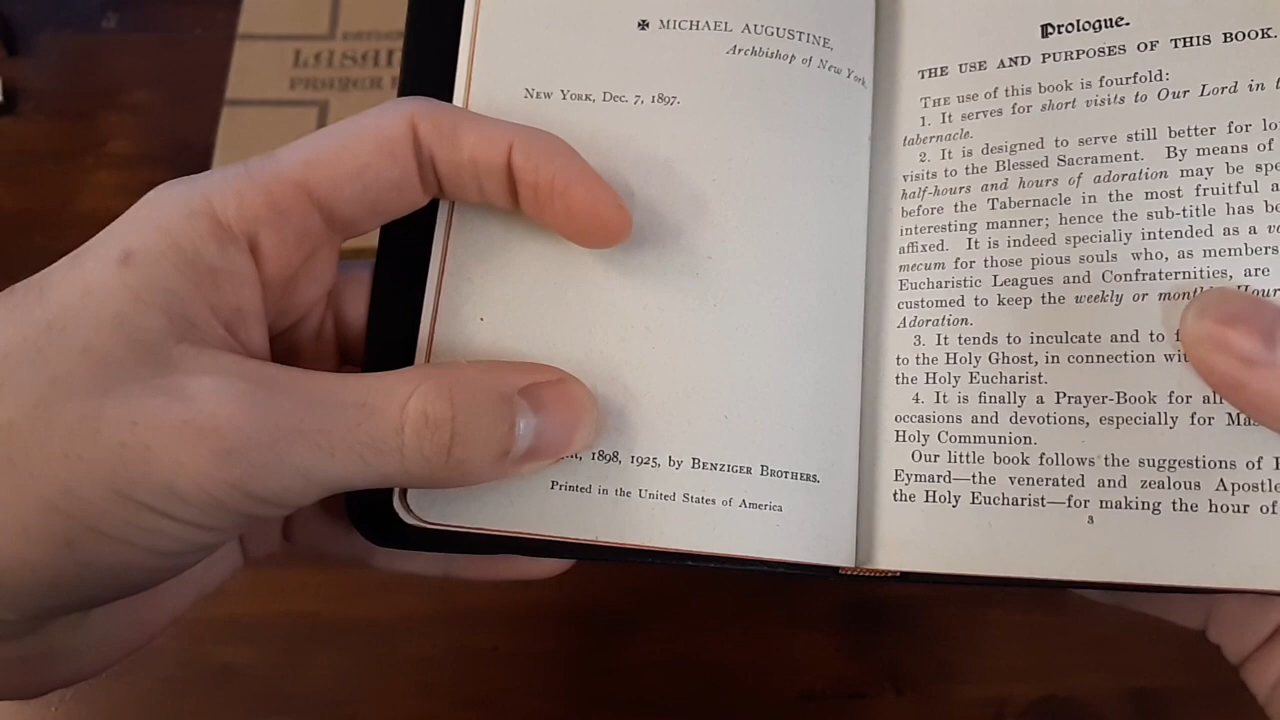 LASAN
PRAYER
✠ MICHAEL AUGUSTINE,
Archbishop of New York.
NEW YORK, DEC. 7, 1897.
1898, 1925, by BENZIGER BROTHERS.
Printed in the United States of America
Prologue.
THE USE AND PURPOSES OF THIS BOOK.
THE use of this book is fourfold:
1. It serves for short visits to Our Lord in
tabernacle.
2. It is designed to serve still better for
visits to the Blessed Sacrament. By means of
half-hours and hours of adoration may be
before the Tabernacle in the most fruitful
interesting manner; hence the sub-title has
affixed. It is indeed specially intended as a
mecum for those pious souls who, as members
Eucharistic Leagues and Confraternities, are
customed to keep the weekly or
Adoration.
3. It tends to inculcate and to
to the Holy Ghost, in connection
the Holy Eucharist.
4. It is finally a Prayer-Book for all
occasions and devotions, especially for
Holy Communion.
Our little book follows the suggestions of
Eymard—the venerated and zealous Apostle
the Holy Eucharist—for making the hour of
3